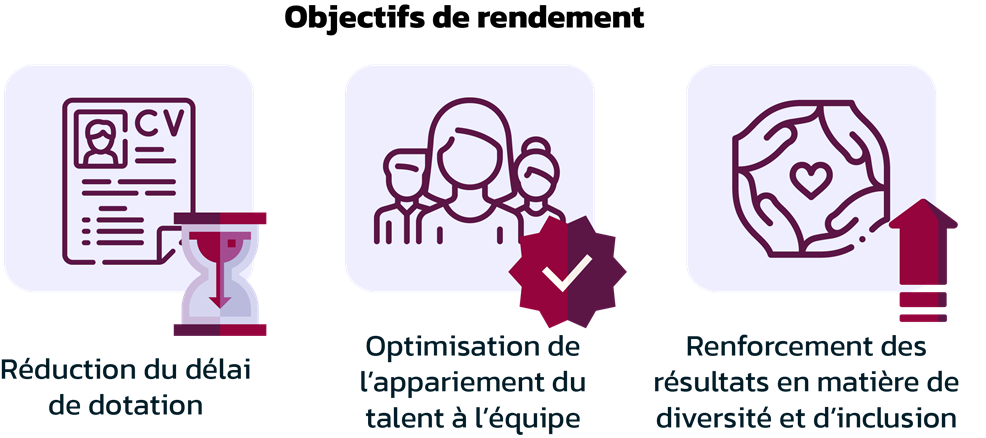 Objectifs de rendement
CV
Réduction du délai
de dotation
Optimisation de
l’appariement du
talent à l’équipe
Renforcement des
résultats en matière de
diversité et d’inclusion